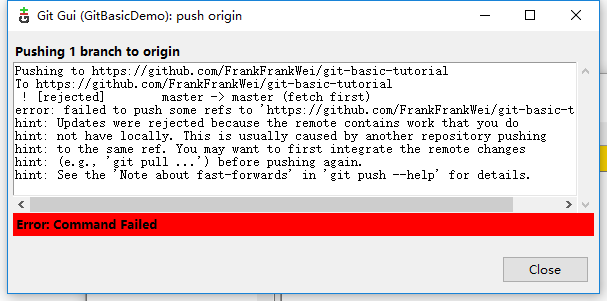 Git Gui (GitBasicDemo): push origin
Pushing 1 branch to origin
Pushing to https://github.com/FrankFrankWei/git-basic-tutorial
To https://github.com/FrankFrankWei/git-basic-tutorial
! [rejected] master -> master (fetch first)
error: failed to push some refs to 'https://github.com/FrankFrankWei/git-basic-t
hint: Updates were rejected because the remote contains work that you do
hint: not have locally. This is usually caused by another repository pushing
hint: to the same ref. You may want to first integrate the remote changes
hint: (e.g., 'git pull ...') before pushing again.
hint: See the 'Note about fast-forwards' in 'git push --help' for details.
Error: Command Failed
Close